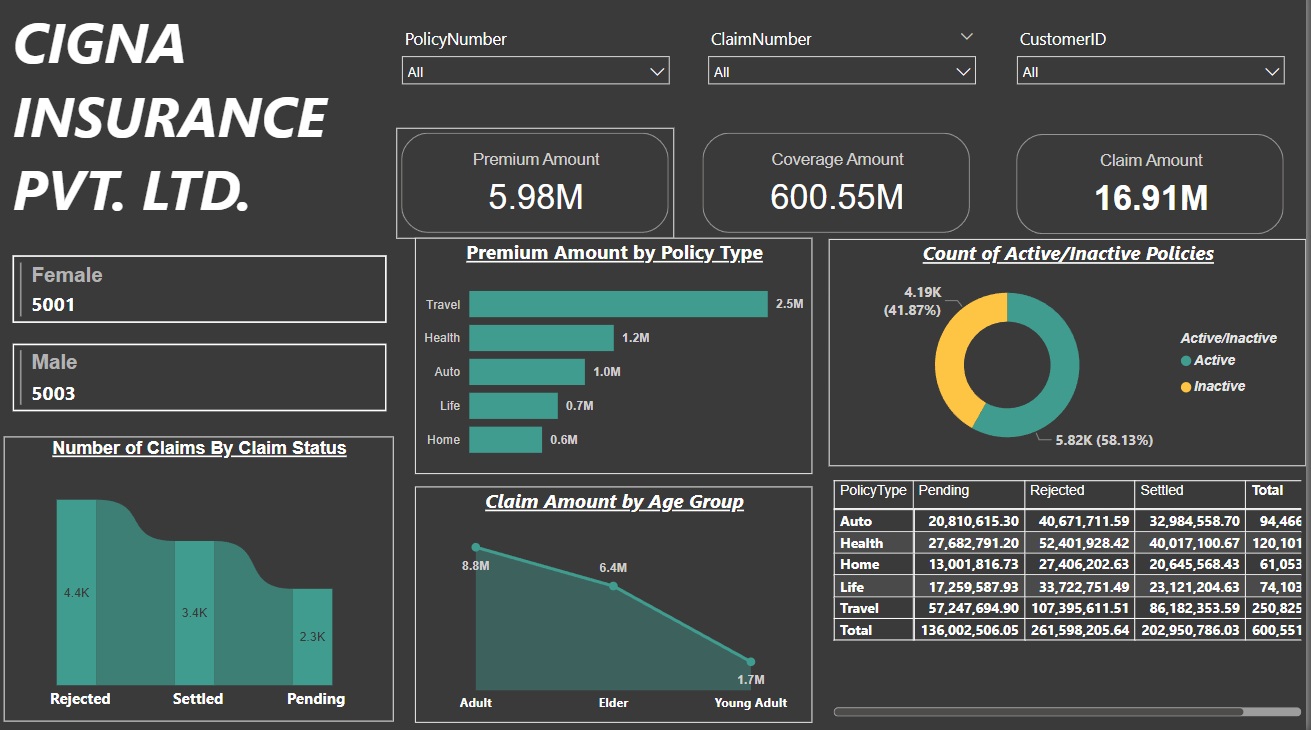 CIGNA
INSURANCE
PVT. LTD.
PolicyNumber
All
ClaimNumber
All
CustomerID
All
Premium Amount
5.98M
Coverage Amount
600.55M
Claim Amount
16.91M
Female
5001
Male
5003
Premium Amount by Policy Type
Travel 2.5M
Health 1.2M
Auto 1.0M
Life 0.7M
Home 0.6M
Count of Active/Inactive Policies
4.19K
(41.87%)
5.82K (58.13%)
Active/Inactive
Active
Inactive
Number of Claims By Claim Status
4.4K
3.4K
2.3K
Rejected Settled Pending
Claim Amount by Age Group
8.8M
6.4M
1.7M
Adult Elder Young Adult
PolicyType Pending Rejected Settled Total
Auto 20,810,615.30 40,671,711.59 32,984,558.70 94,466
Health 27,682,791.20 52,401,928.42 40,017,100.67 120,101
Home 13,001,816.73 27,406,202.63 20,645,568.43 61,053
Life 17,259,587.93 33,722,751.49 23,121,204.63 74,103
Travel 57,247,694.90 107,395,611.51 86,182,353.59 250,825
Total 136,002,506.05 261,598,205.64 202,950,786.03 600,551